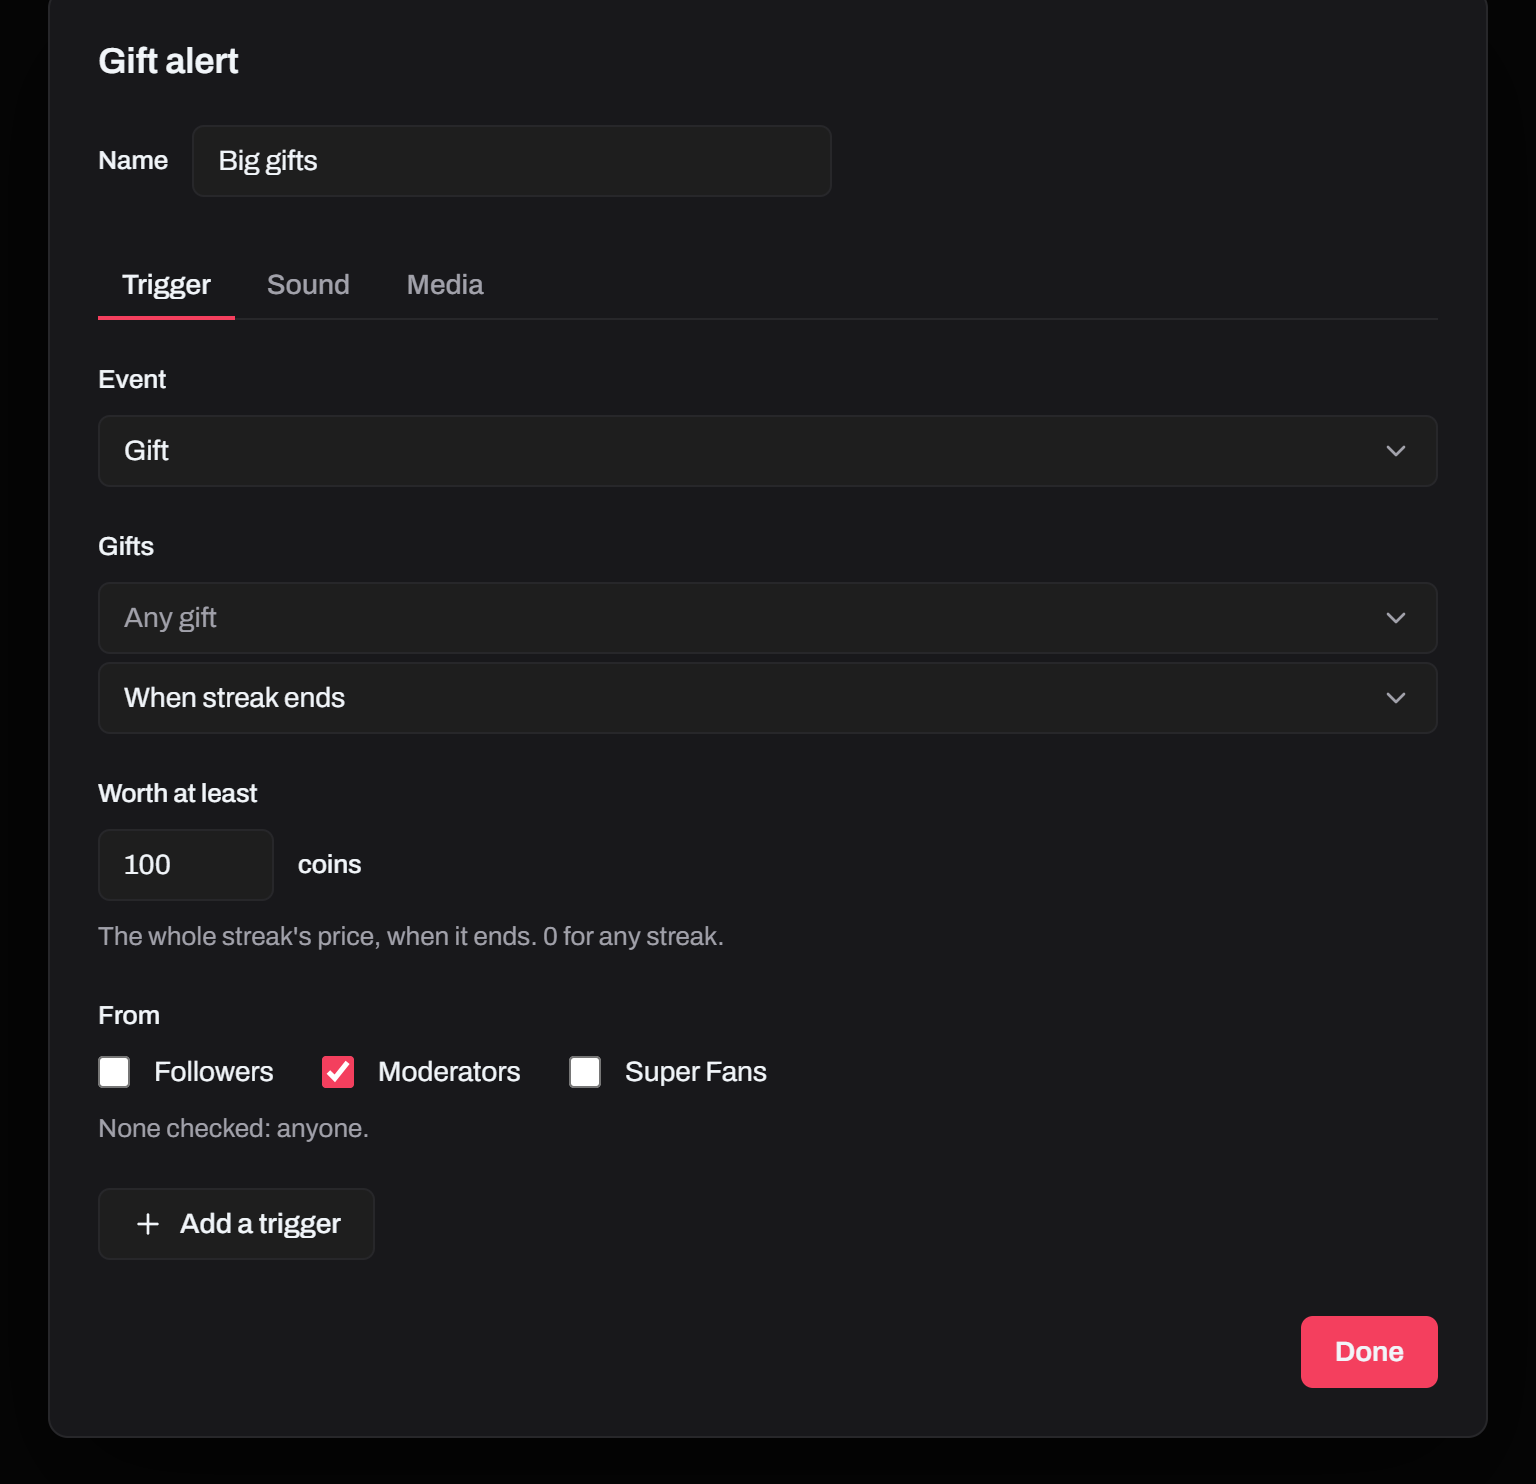 Gift alert
Name Big gifts
Trigger Sound Media
Event
Gift
Gifts
Any gift
When streak ends
Worth at least
100 coins
The whole streak's price, when it ends. 0 for any streak.
From
Followers Moderators Super Fans
None checked: anyone.
Add a trigger
Done